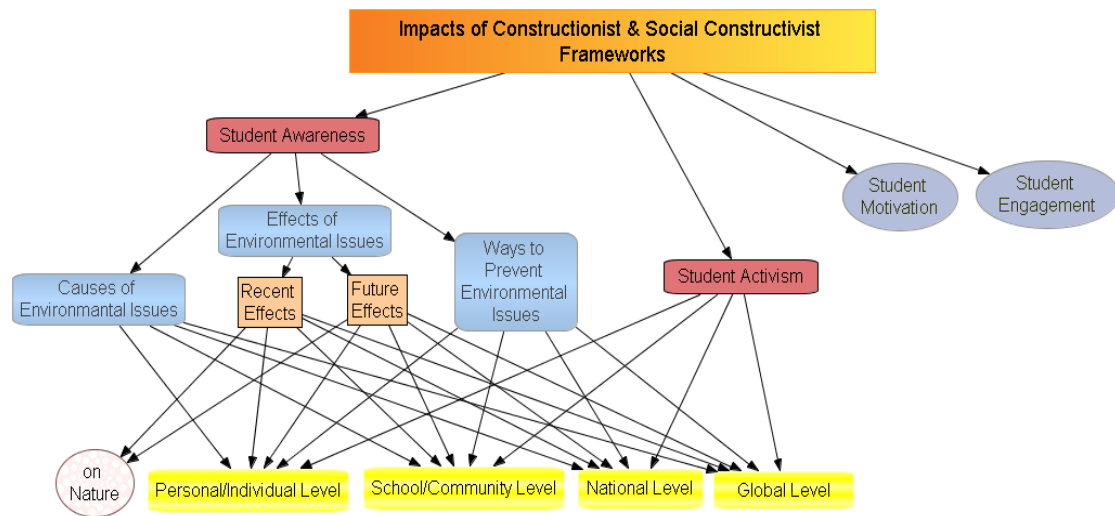 Impacts of Constructionist & Social Constructivist
Frameworks
Student Awareness
Student
Motivation
Student
Engagement
Effects of
Environmental Issues
Ways to
Prevent
Environmental
Issues
Student Activism
Causes of
Environmantal Issues
Recent
Effects
Future
Effects
on
Nature
Personal/Individual Level
School/Community Level
National Level
Global Level